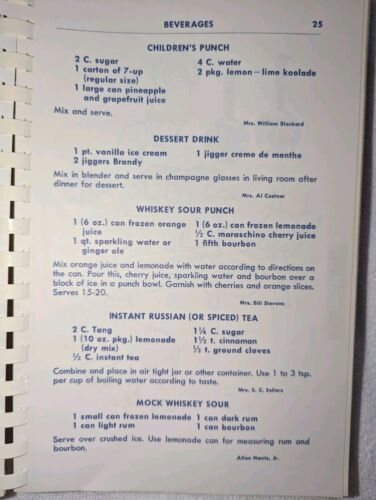 BEVERAGES 25
CHILDREN'S PUNCH
2 C. sugar
1 carton of 7-up
(regular size)
1 large can pineapple
and grapefruit juice
4 C. water
2 pkg. lemon-lime koolade
Mix and serve.
Mrs. William Blanhard
DESSERT DRINK
1 pt. vanilla ice cream
2 jiggers Brandy
1 jigger creme de menthe
Mix in blender and serve in champagne glasses in living room after
dinner for dessert.
Mrs. Al Castner
WHISKEY SOUR PUNCH
1 (6 oz.) can frozen orange
juice
1 qt. sparkling water or
ginger ale
1 (6 oz.) can frozen lemonade
½ C. maraschino cherry juice
1 fifth bourbon
Mix orange juice and lemonade with water according to directions on
the can. Pour this, cherry juice, sparkling water and bourbon over a
block of ice in a punch bowl. Garnish with cherries and orange slices.
Serves 15-20.
Mrs. Bill Stevens
INSTANT RUSSIAN (OR SPICED) TEA
2 C. Tang
1 (10 oz. pkg.) lemonade
(dry mix)
½ C. instant tea
1¼ C. sugar
1½ t. cinnamon
½ t. ground cloves
Combine and place in air tight jar or other container. Use 1 to 3 tsp.
per cup of boiling water according to taste.
Mrs. E. C. Sellers
MOCK WHISKEY SOUR
1 small can frozen lemonade
1 can light rum
1 can dark rum
1 can bourbon
Serve over crushed ice. Use lemonade can for measuring rum and
bourbon.
Allen Harris, Jr.